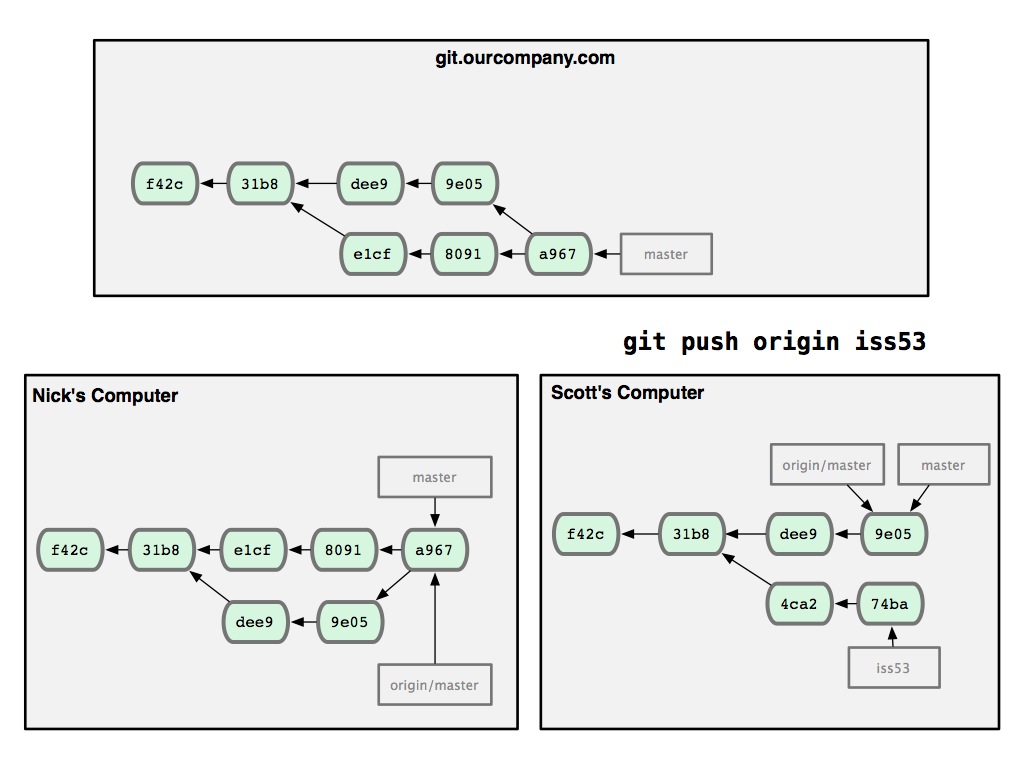 git.ourcompany.com
f42c 31b8 dee9 9e05
e1cf 8091 a967 master
git push origin iss53
Nick's Computer
master
f42c 31b8 e1cf 8091 a967
dee9 9e05
origin/master
Scott's Computer
origin/master master
f42c 31b8 dee9 9e05
4ca2 74ba
iss53